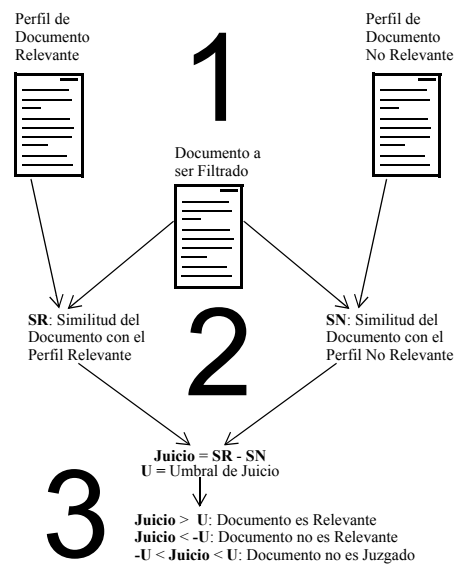 Perfil de
Documento
Relevante
1
Perfil de
Documento
No Relevante
Documento a
ser Filtrado
SR: Similitud del
Documento con el
Perfil Relevante
2
SN: Similitud del
Documento con el
Perfil No Relevante
Juicio = SR - SN
U = Umbral de Juicio
3
Juicio > U: Documento es Relevante
Juicio < -U: Documento no es Relevante
-U < Juicio < U: Documento no es Juzgado